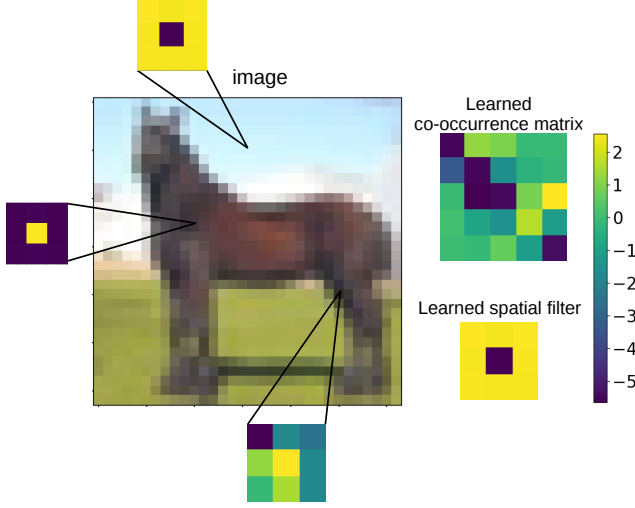 image
Learned
co-occurrence matrix
2
1
0
−1
−2
−3
−4
−5
Learned spatial filter